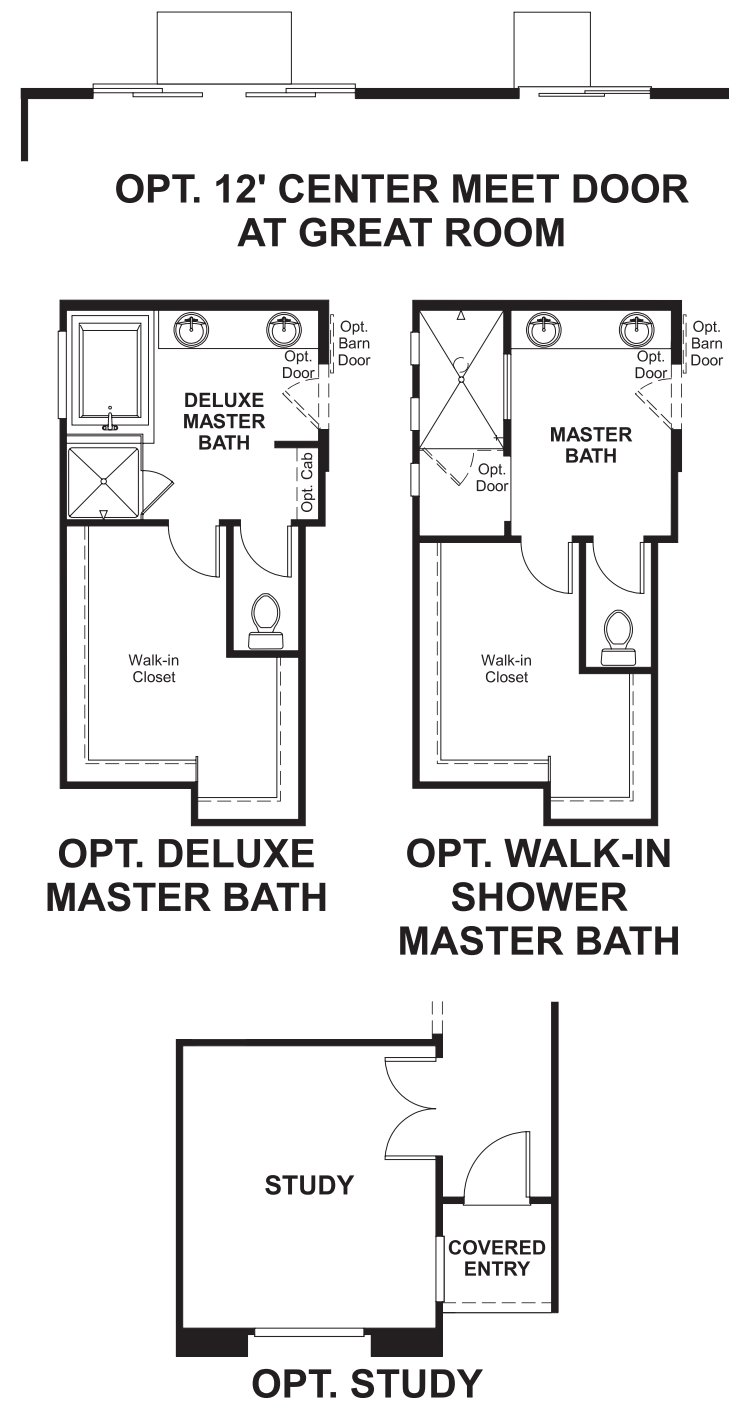 OPT. 12' CENTER MEET DOOR
AT GREAT ROOM
Opt.
Barn
Door
Opt.
Door
DELUXE
MASTER
BATH
Opt. Cab
Walk-in
Closet
OPT. DELUXE
MASTER BATH
Opt.
Barn
Door
Opt.
Door
MASTER
BATH
Opt.
Door
Walk-in
Closet
OPT. WALK-IN
SHOWER
MASTER BATH
STUDY
COVERED
ENTRY
OPT. STUDY